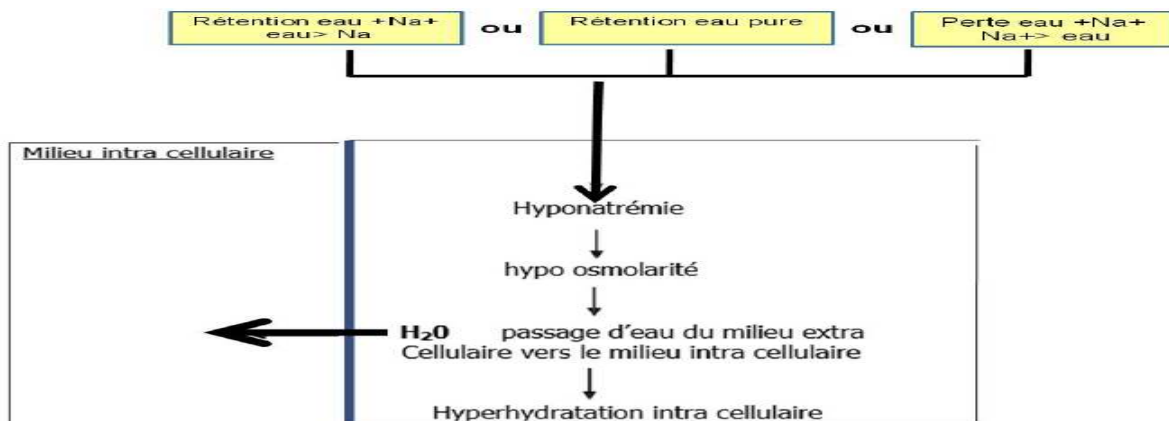 Rétention eau +Na+
eau> Na
ou
Rétention eau pure
ou
Perte eau +Na+
Na+> eau
Milieu intra cellulaire
Hyponatrémie
hypo osmolarité
H₂0 passage d'eau du milieu extra
Cellulaire vers le milieu intra cellulaire
Hyperhydratation intra cellulaire